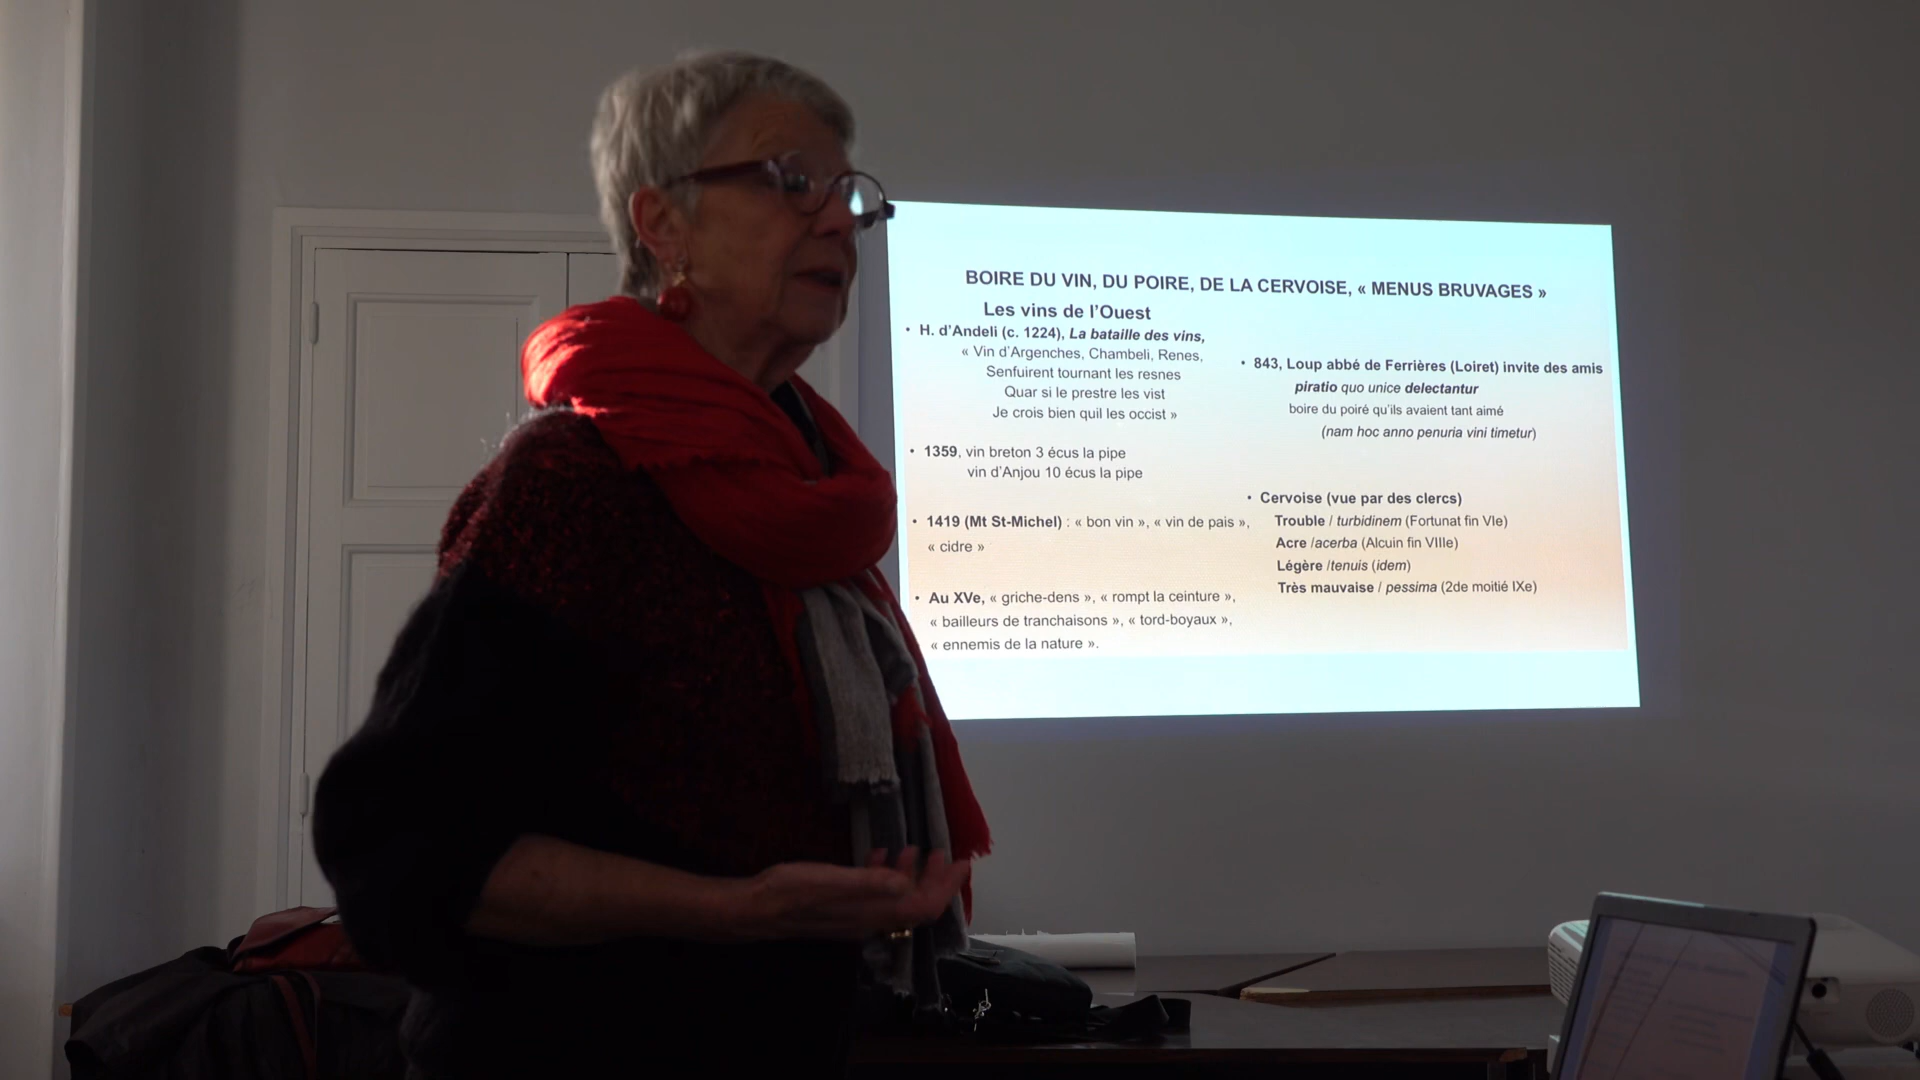 BOIRE DU VIN, DU POIRE, DE LA CERVOISE, « MENUS BRUVAGES »
Les vins de l'Ouest
• H. d'Andeli (c. 1224), La bataille des vins,
« Vin d'Argenches, Chambeli, Renes,
Senfuirent tournant les resnes
Quar si le prestre les vist
Je crois bien quil les occist »
• 1359, vin breton 3 écus la pipe
vin d'Anjou 10 écus la pipe
• 1419 (Mt St-Michel) : « bon vin », « vin de pais »,
« cidre »
• Au XVe, « griche-dens », « rompt la ceinture »,
« bailleurs de tranchaisons », « tord-boyaux »,
« ennemis de la nature ».
• 843, Loup abbé de Ferrières (Loiret) invite des amis
piratio quo unice delectantur
boire du poiré qu'ils avaient tant aimé
(nam hoc anno penuria vini timetur)
• Cervoise (vue par des clercs)
Trouble / turbidinem (Fortunat fin VIe)
Acre /acerba (Alcuin fin VIIIe)
Légère /tenuis (idem)
Très mauvaise / pessima (2de moitié IXe)